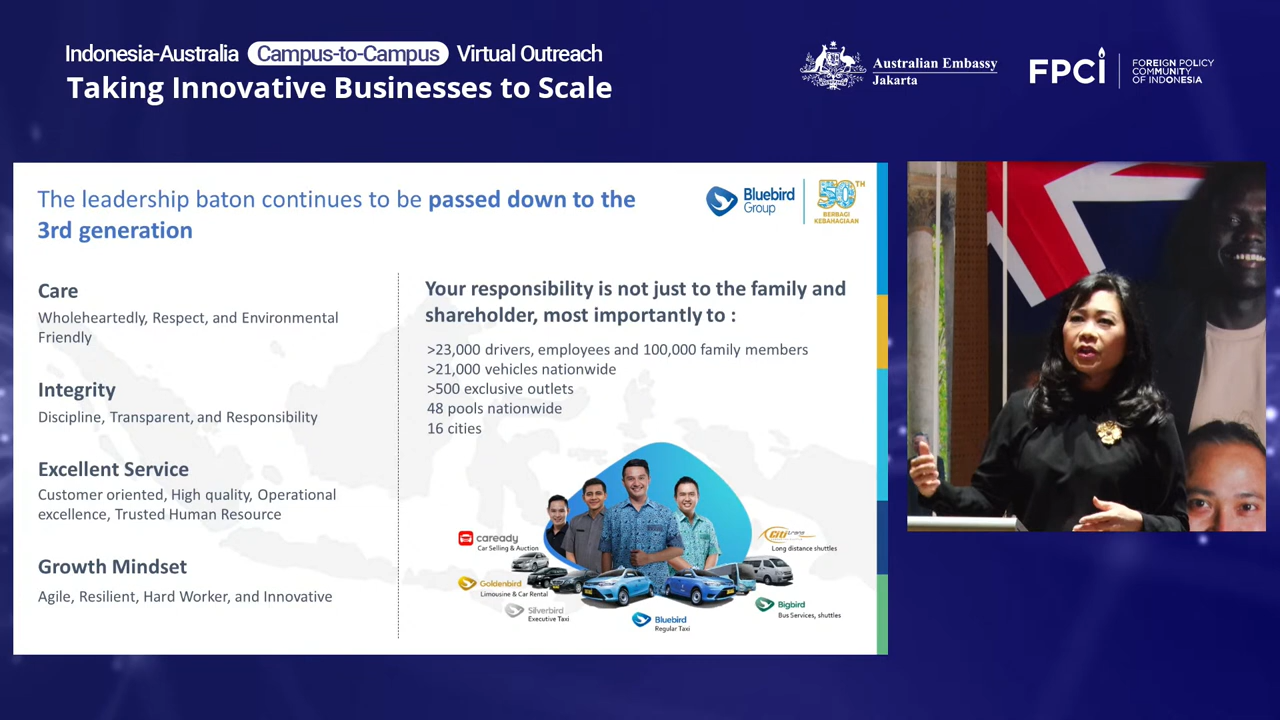 Indonesia-Australia Campus-to-Campus Virtual Outreach
Taking Innovative Businesses to Scale
Australian Embassy
Jakarta
FPCI
FOREIGN POLICY
COMMUNITY
OF INDONESIA
The leadership baton continues to be passed down to the
3rd generation
Bluebird
Group
50TH
BERBAGI
KEBAHAGIAAN
Care
Wholeheartedly, Respect, and Environmental
Friendly
Integrity
Discipline, Transparent, and Responsibility
Excellent Service
Customer oriented, High quality, Operational
excellence, Trusted Human Resource
Growth Mindset
Agile, Resilient, Hard Worker, and Innovative
Your responsibility is not just to the family and
shareholder, most importantly to :
>23,000 drivers, employees and 100,000 family members
>21,000 vehicles nationwide
>500 exclusive outlets
48 pools nationwide
16 cities
caready
Car Selling & Auction
Goldenbird
Limousine & Car Rental
Silverbird
Executive Taxi
Bluebird
Regular Taxi
Cititrans
Long distance shuttles
Bigbird
Bus Services, shuttles